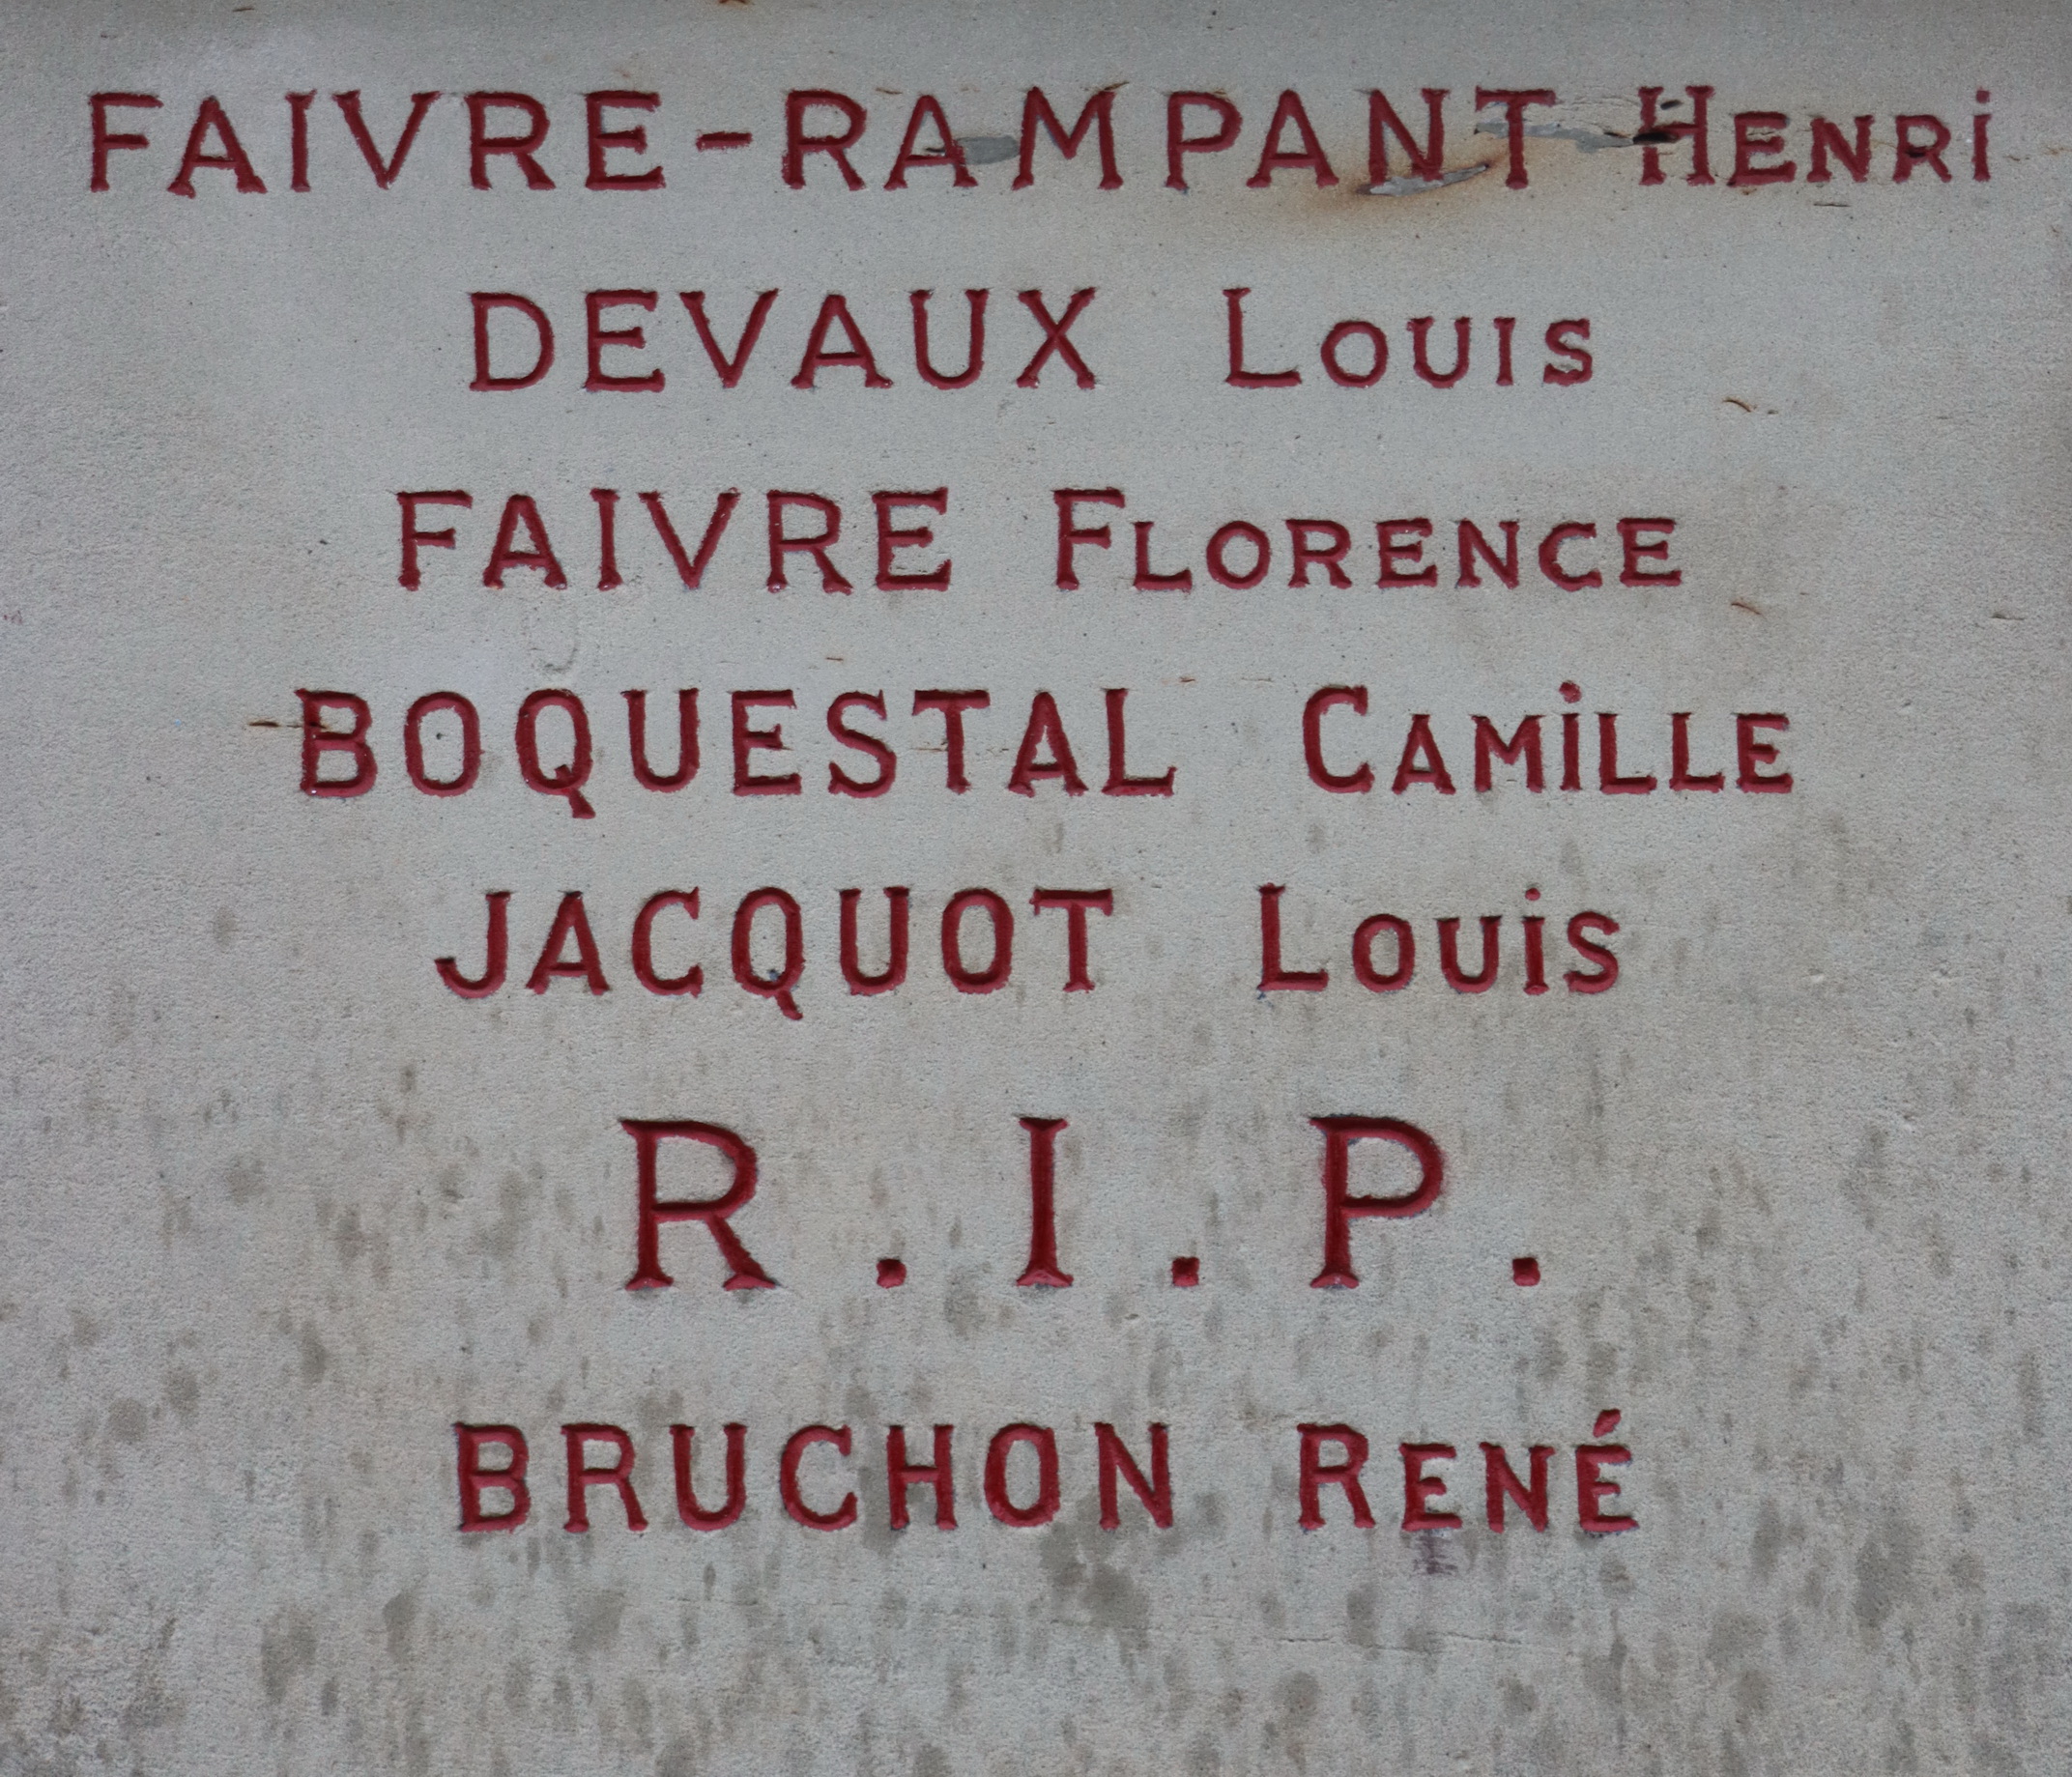 FAIVRE-RAMPANT HENRi
DEVAUX LOUIS
FAIVRE FLORENCE
BOQUESTAL CAMiLLE
JACQUOT LOUiS
R.I.P.
BRUCHON RENÉ